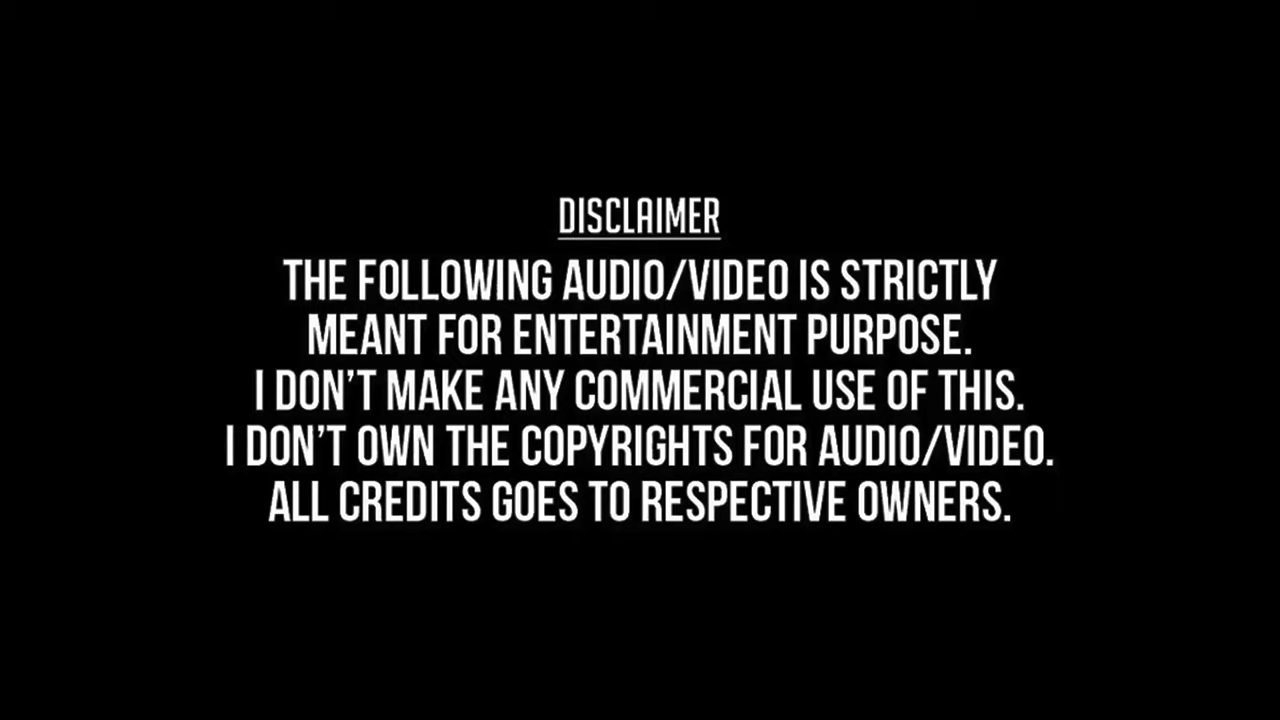 DISCLAIMER
THE FOLLOWING AUDIO/VIDEO IS STRICTLY
MEANT FOR ENTERTAINMENT PURPOSE.
I DON’T MAKE ANY COMMERCIAL USE OF THIS.
I DON’T OWN THE COPYRIGHTS FOR AUDIO/VIDEO.
ALL CREDITS GOES TO RESPECTIVE OWNERS.